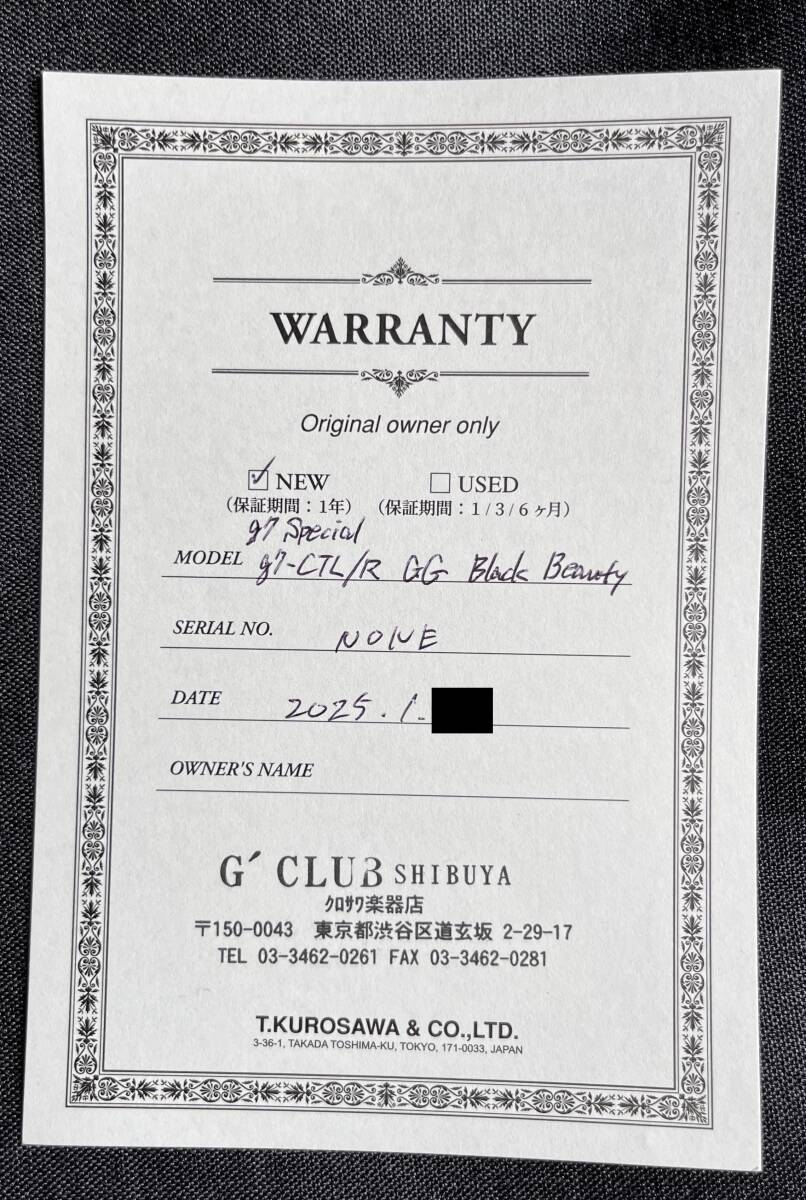 WARRANTY
Original owner only
☑ NEW □ USED
（保証期間：1年） （保証期間：1/3/6ヶ月）
g7 Special
MODEL g7-CTL/R GG Black Beauty
SERIAL NO. NONE
DATE 2025.1.
OWNER'S NAME
G' CLUB SHIBUYA
クロサワ楽器店
〒150-0043 東京都渋谷区道玄坂 2-29-17
TEL 03-3462-0261 FAX 03-3462-0281
T.KUROSAWA & CO.,LTD.
3-36-1, TAKADA TOSHIMA-KU, TOKYO, 171-0033, JAPAN